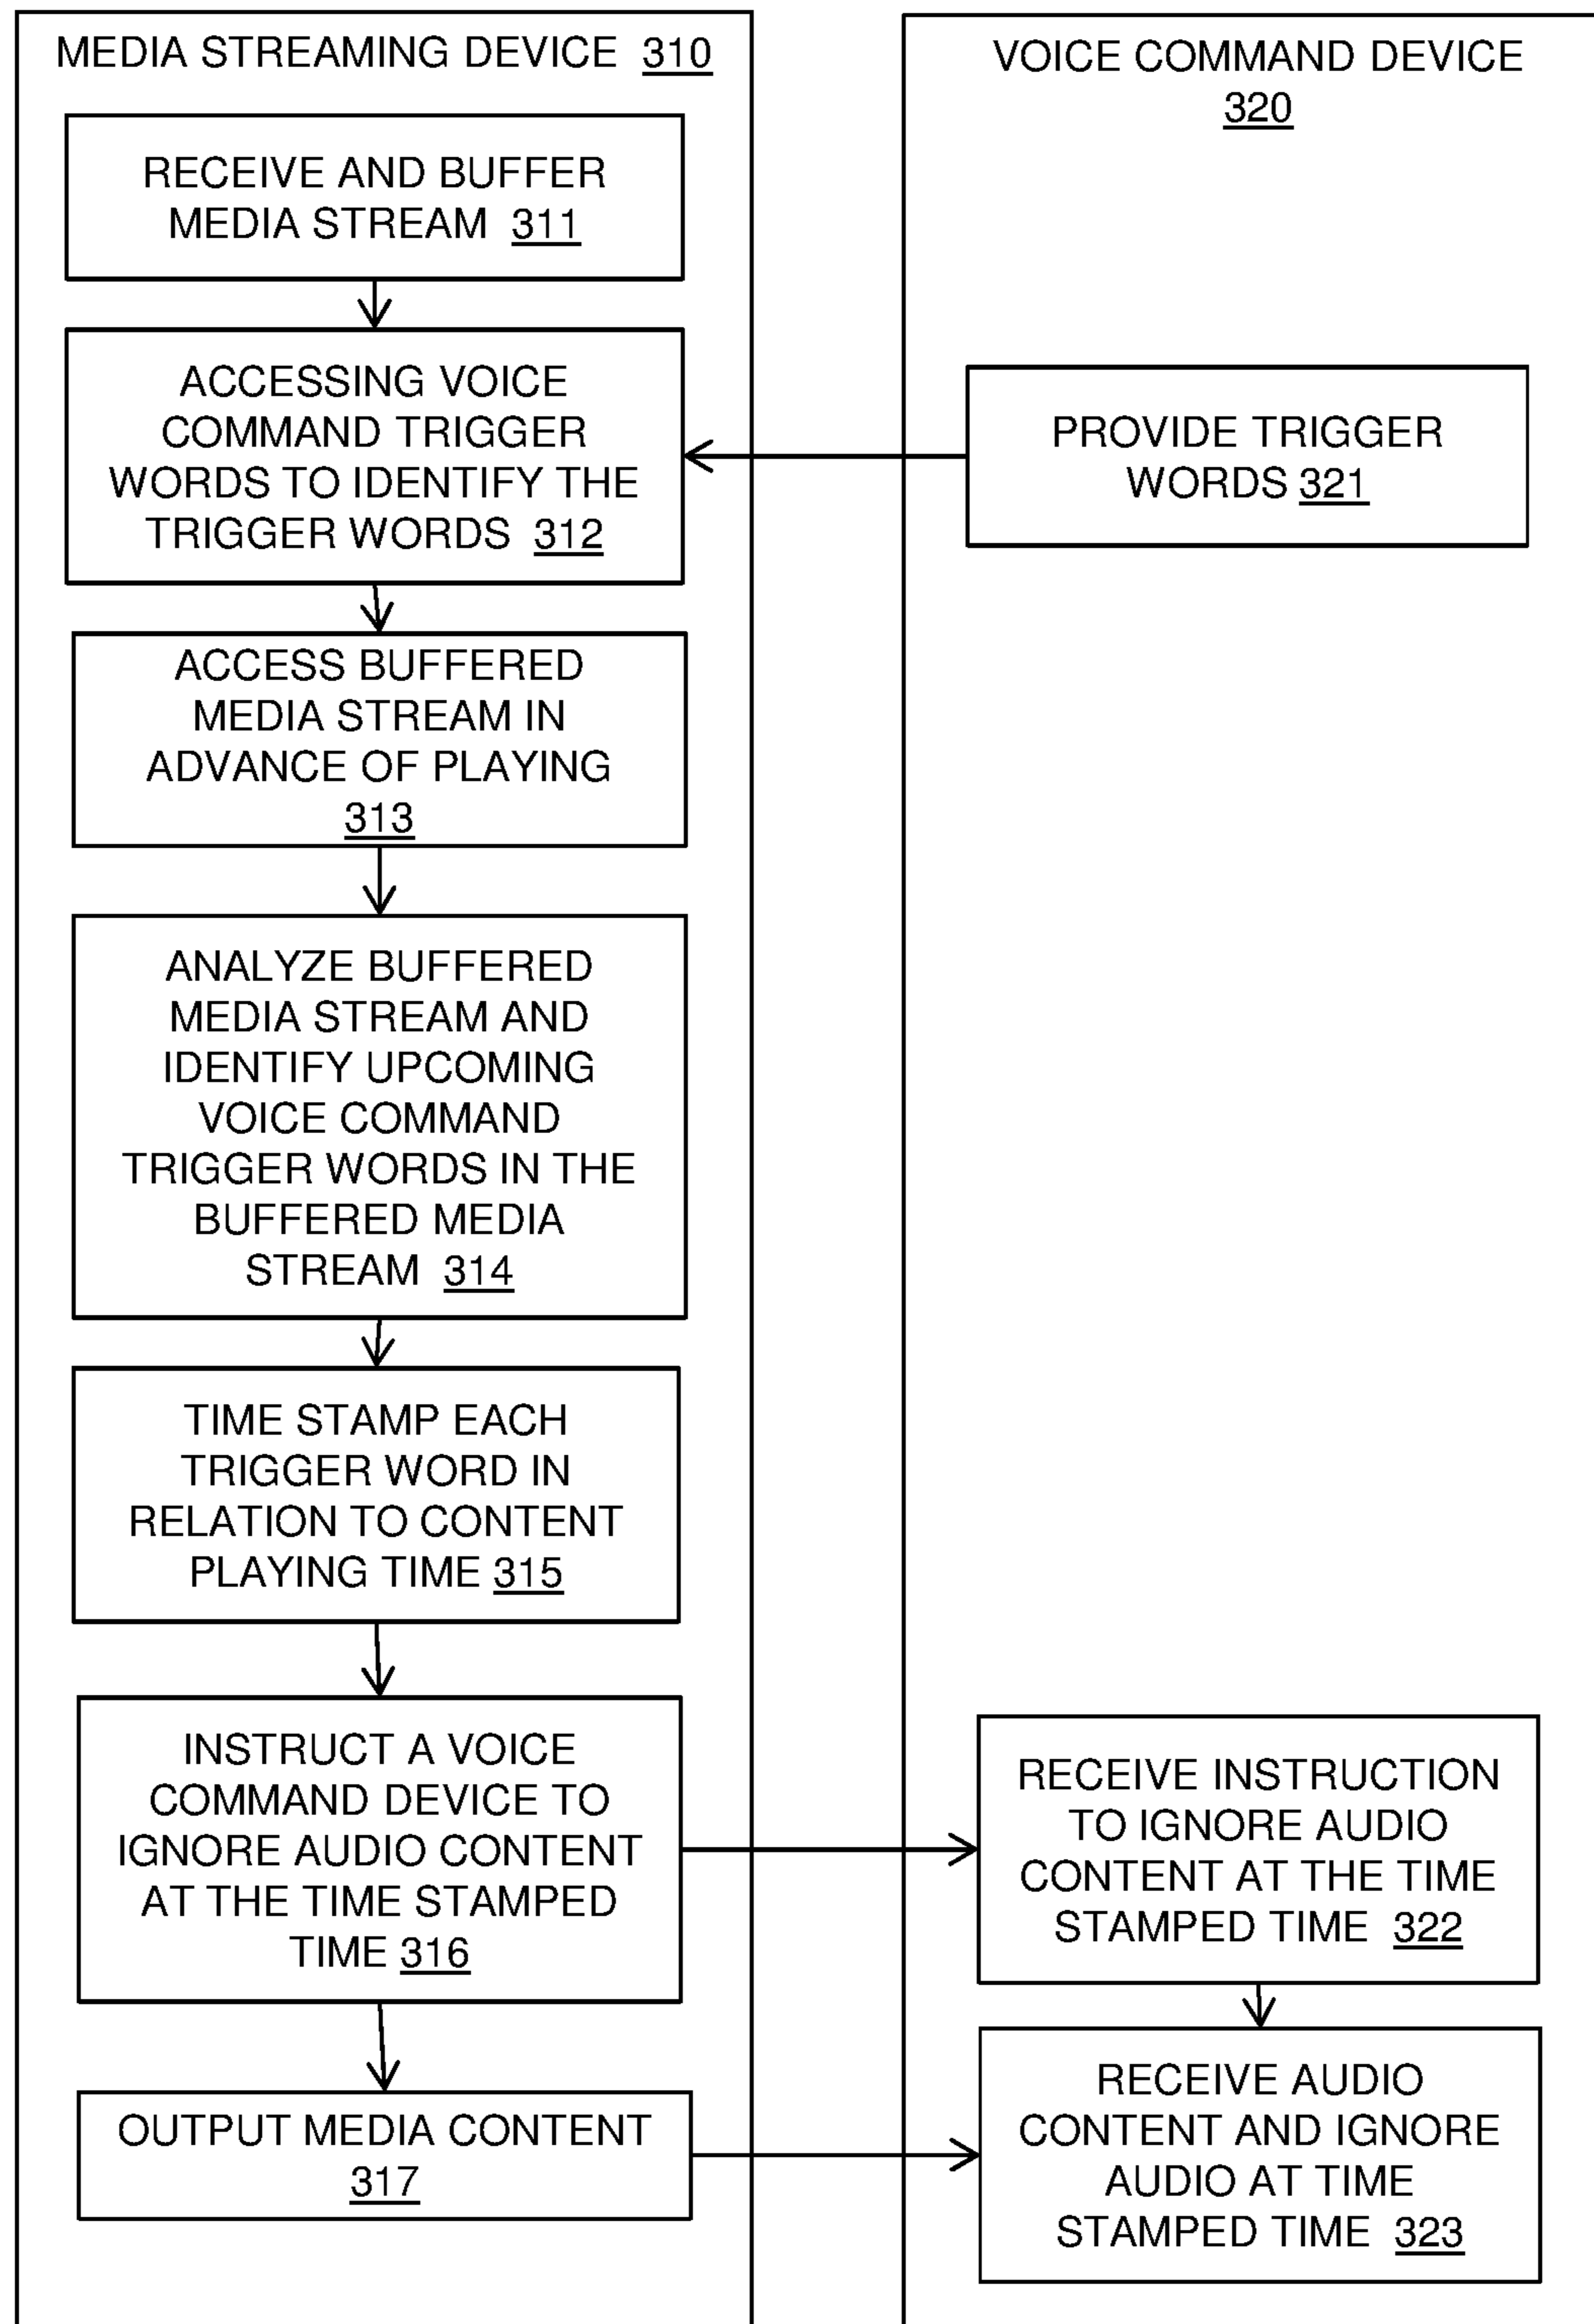 MEDIA STREAMING DEVICE 310
RECEIVE AND BUFFER
MEDIA STREAM 311
ACCESSING VOICE
COMMAND TRIGGER
WORDS TO IDENTIFY THE
TRIGGER WORDS 312
ACCESS BUFFERED
MEDIA STREAM IN
ADVANCE OF PLAYING
313
ANALYZE BUFFERED
MEDIA STREAM AND
IDENTIFY UPCOMING
VOICE COMMAND
TRIGGER WORDS IN THE
BUFFERED MEDIA
STREAM 314
TIME STAMP EACH
TRIGGER WORD IN
RELATION TO CONTENT
PLAYING TIME 315
INSTRUCT A VOICE
COMMAND DEVICE TO
IGNORE AUDIO CONTENT
AT THE TIME STAMPED
TIME 316
OUTPUT MEDIA CONTENT
317
VOICE COMMAND DEVICE
320
PROVIDE TRIGGER
WORDS 321
RECEIVE INSTRUCTION
TO IGNORE AUDIO
CONTENT AT THE TIME
STAMPED TIME 322
RECEIVE AUDIO
CONTENT AND IGNORE
AUDIO AT TIME
STAMPED TIME 323